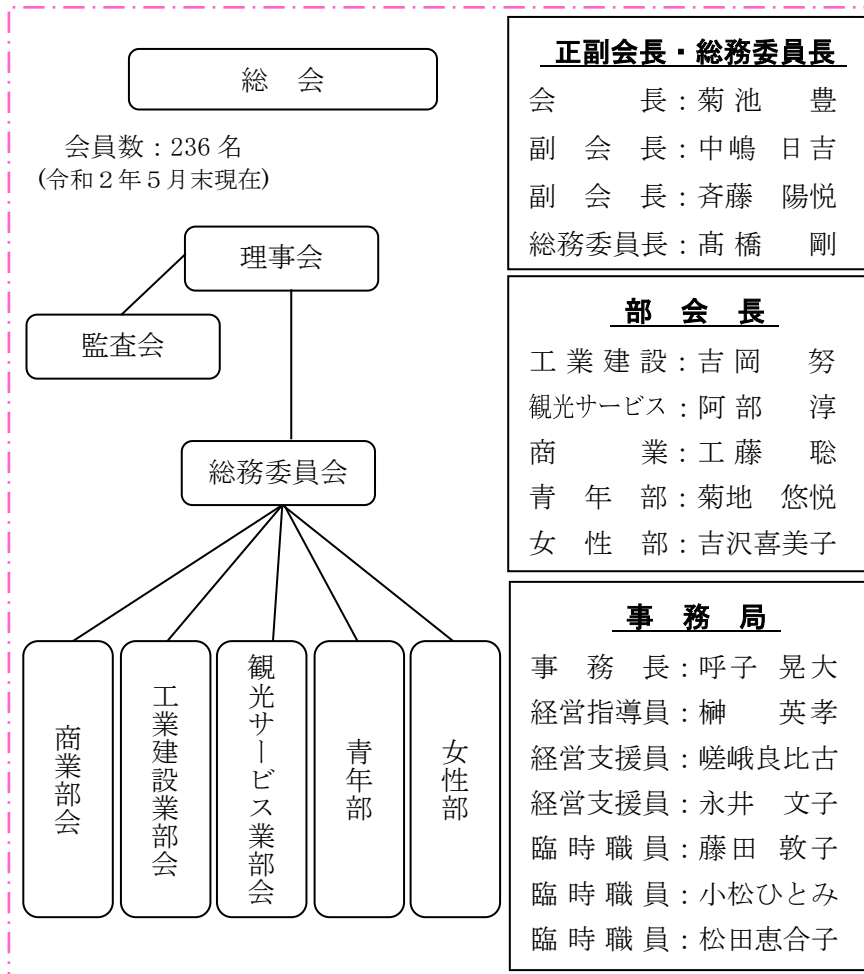 総 会
会員数：236 名
(令和２年５月末現在)
理事会
監査会
総務委員会
商業部会
工業建設業部会
観光サービス業部会
青年部
女性部
正副会長・総務委員長
会長：菊池 豊
副会長：中嶋 日吉
副会長：斉藤 陽悦
総務委員長：髙橋 剛
部 会 長
工業建設：吉岡 努
観光サービス：阿部 淳
商業：工藤 聡
青年部：菊地 悠悦
女性部：吉沢喜美子
事 務 局
事務長：呼子 晃大
経営指導員：榊 英孝
経営支援員：嵯峨良比古
経営支援員：永井 文子
臨時職員：藤田 敦子
臨時職員：小松ひとみ
臨時職員：松田恵合子